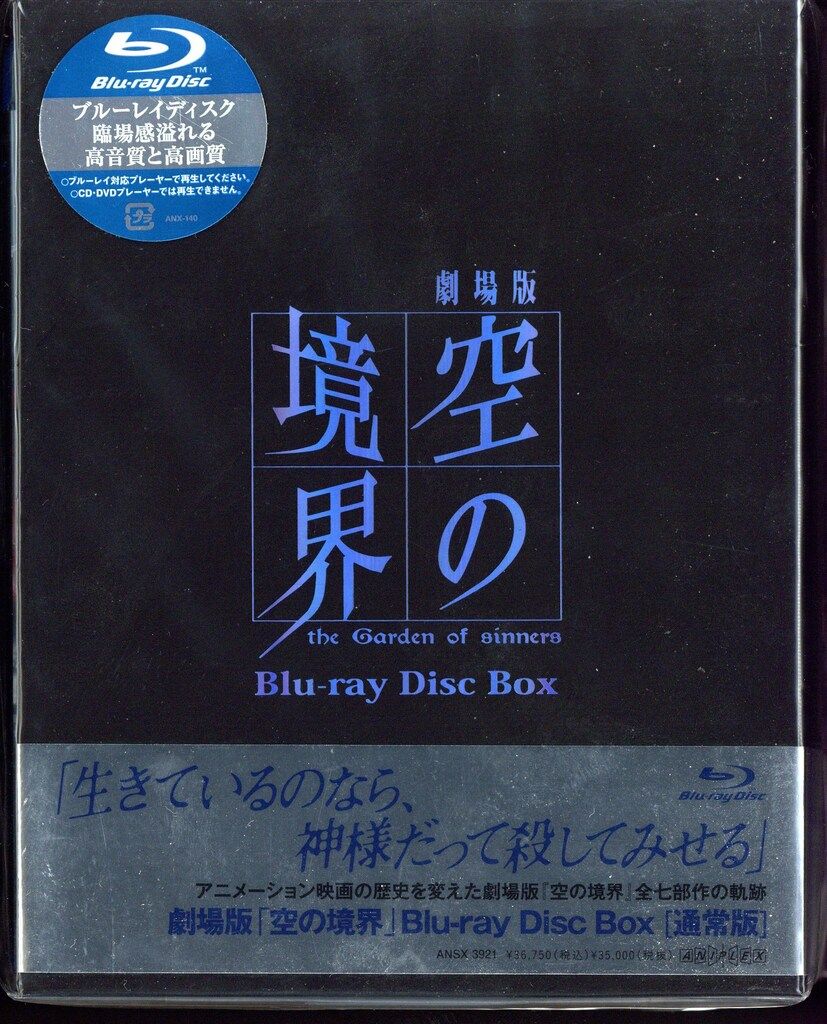 Blu-ray Disc™
ブルーレイディスク
臨場感溢れる
高音質と高画質
○ブルーレイ対応プレーヤーで再生してください。
○CD・DVDプレーヤーでは再生できません。
プラ
ANX-140
劇場版
空の
境界
the Garden of sinners
Blu-ray Disc Box
「生きているのなら、
神様だって殺してみせる」
Blu-ray Disc
アニメーション映画の歴史を変えた劇場版『空の境界』全七部作の軌跡
劇場版「空の境界」Blu-ray Disc Box [通常版]
ANSX 3921 ¥36,750(税込)¥35,000(税抜) ANIPLEX